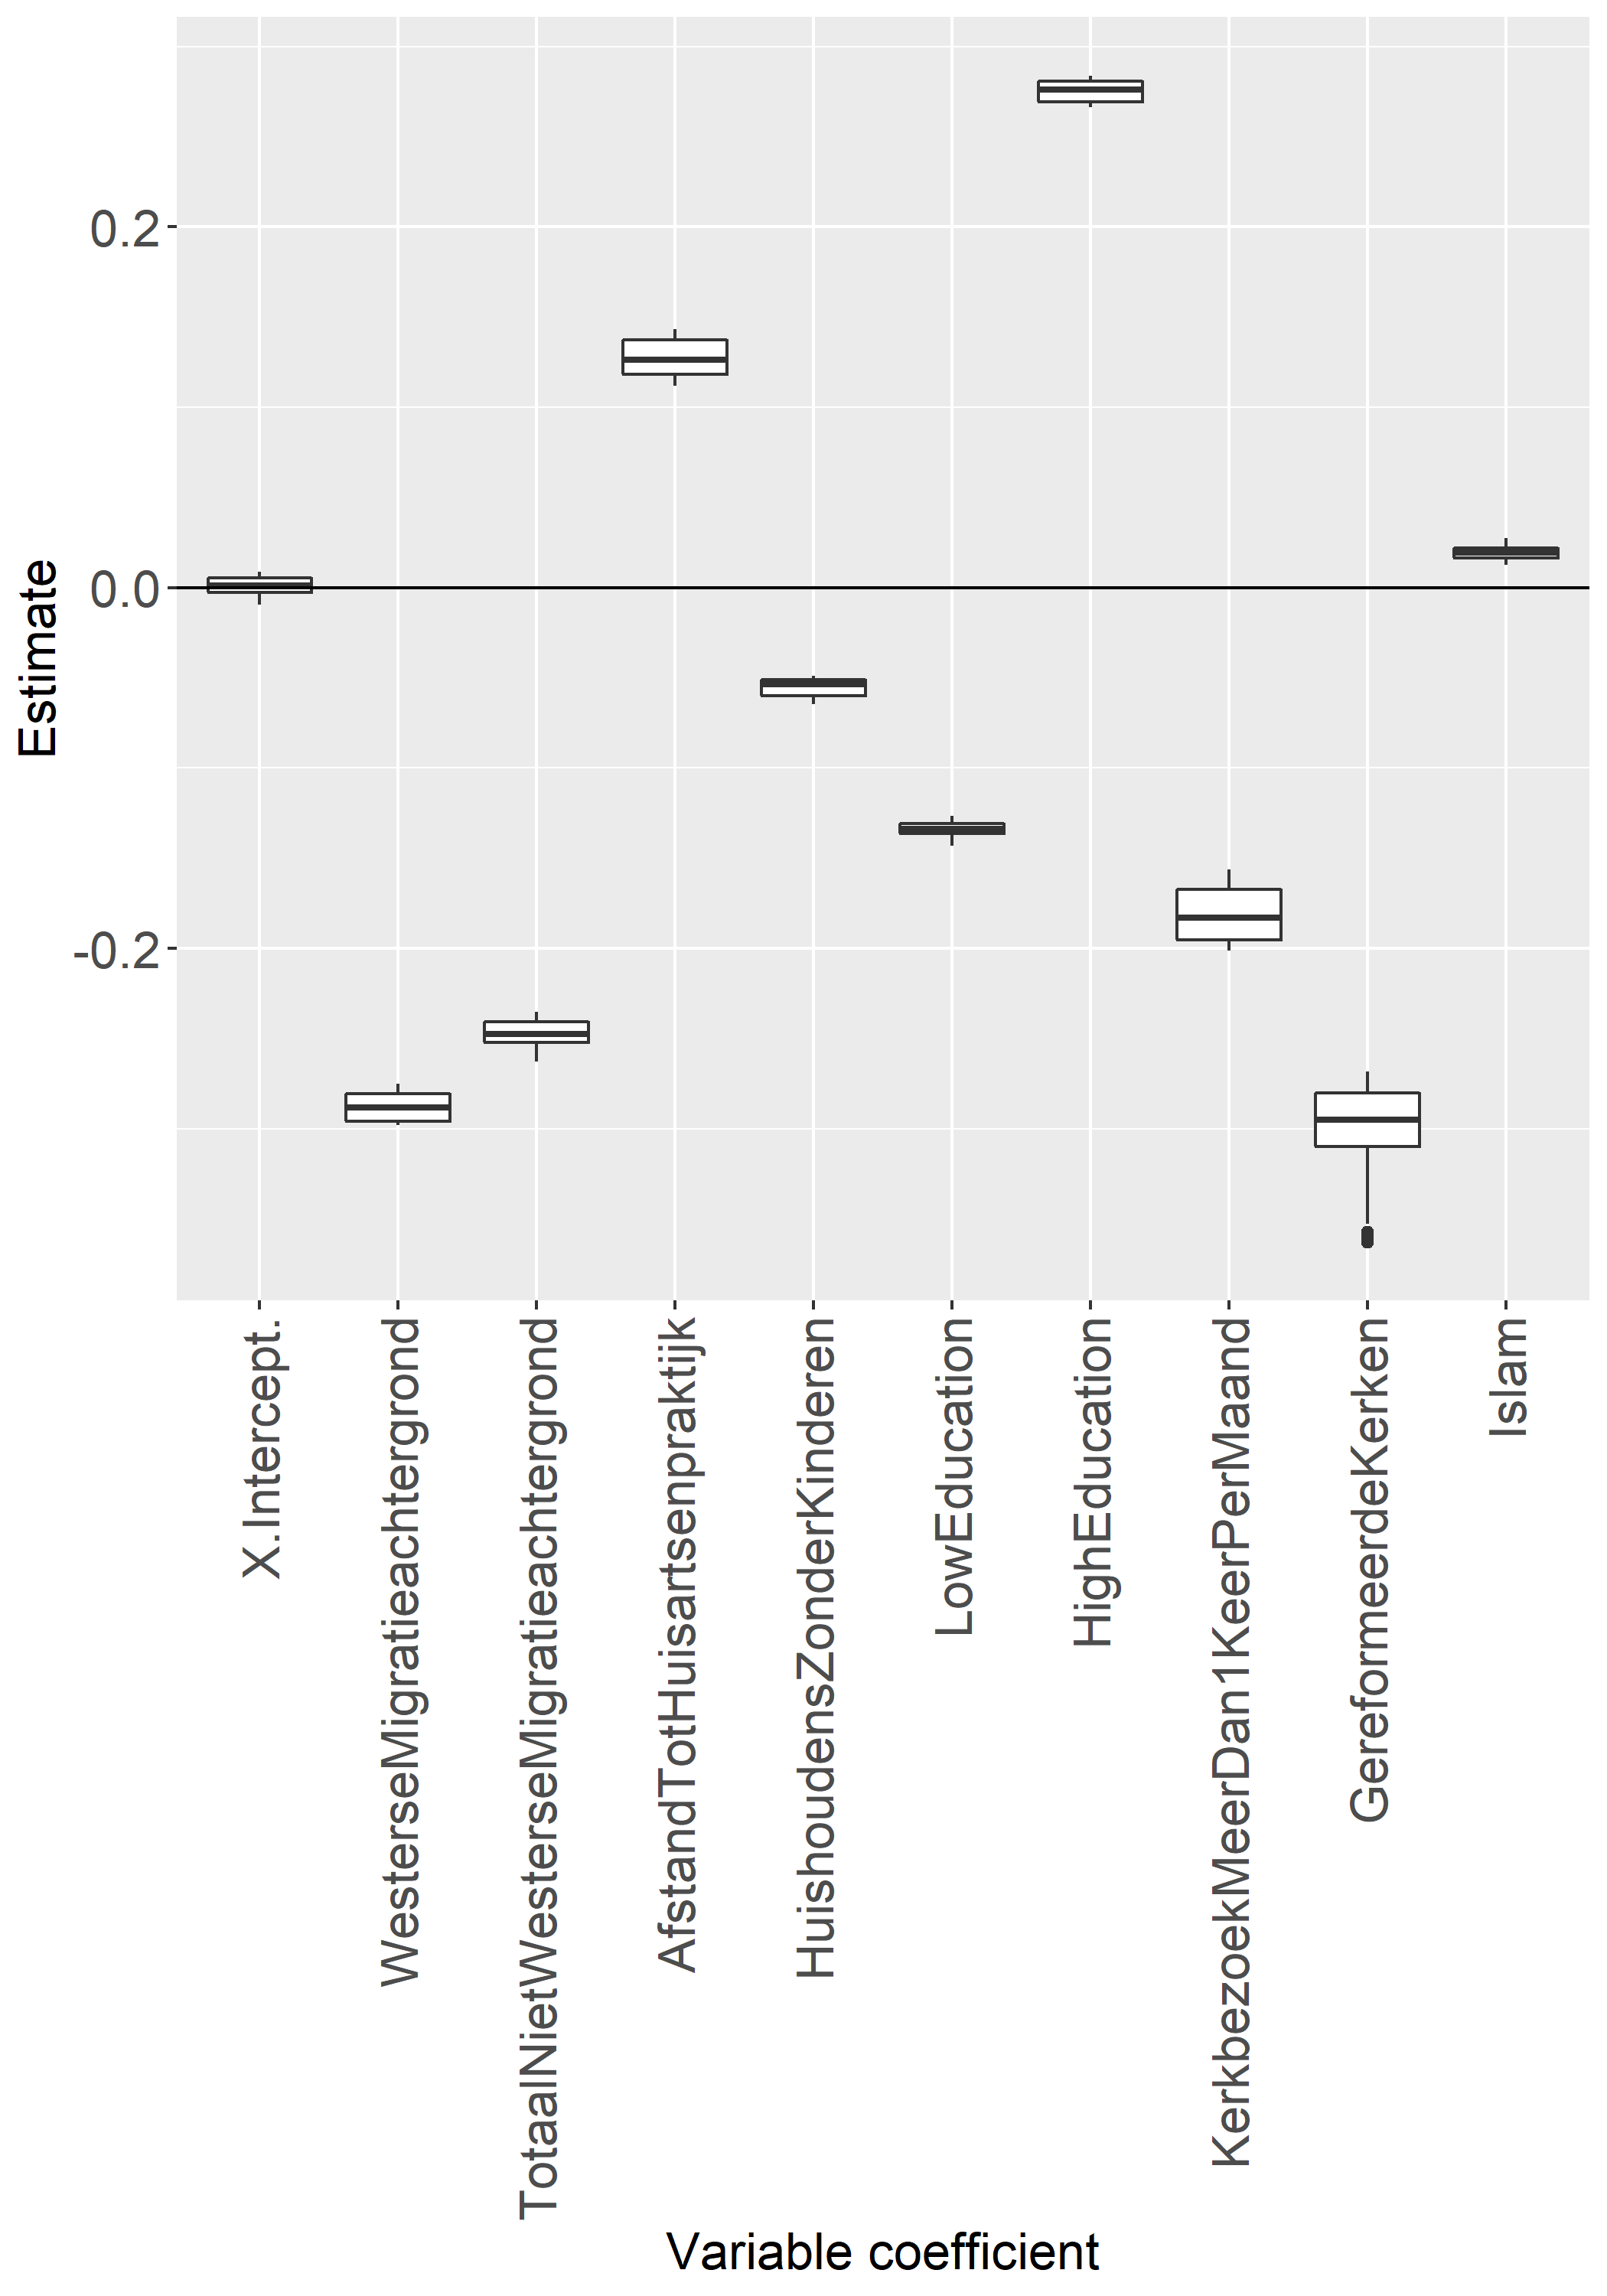 Estimate
0.2
0.0
-0.2
X.Intercept.
WesterseMigratieachtergrond
TotaalNietWesterseMigratieachtergrond
AfstandTotHuisartsenpraktijk
HuishoudensZonderKinderen
LowEducation
HighEducation
KerkbezoekMeerDan1KeerPerMaand
GereformeerdeKerken
Islam
Variable coefficient